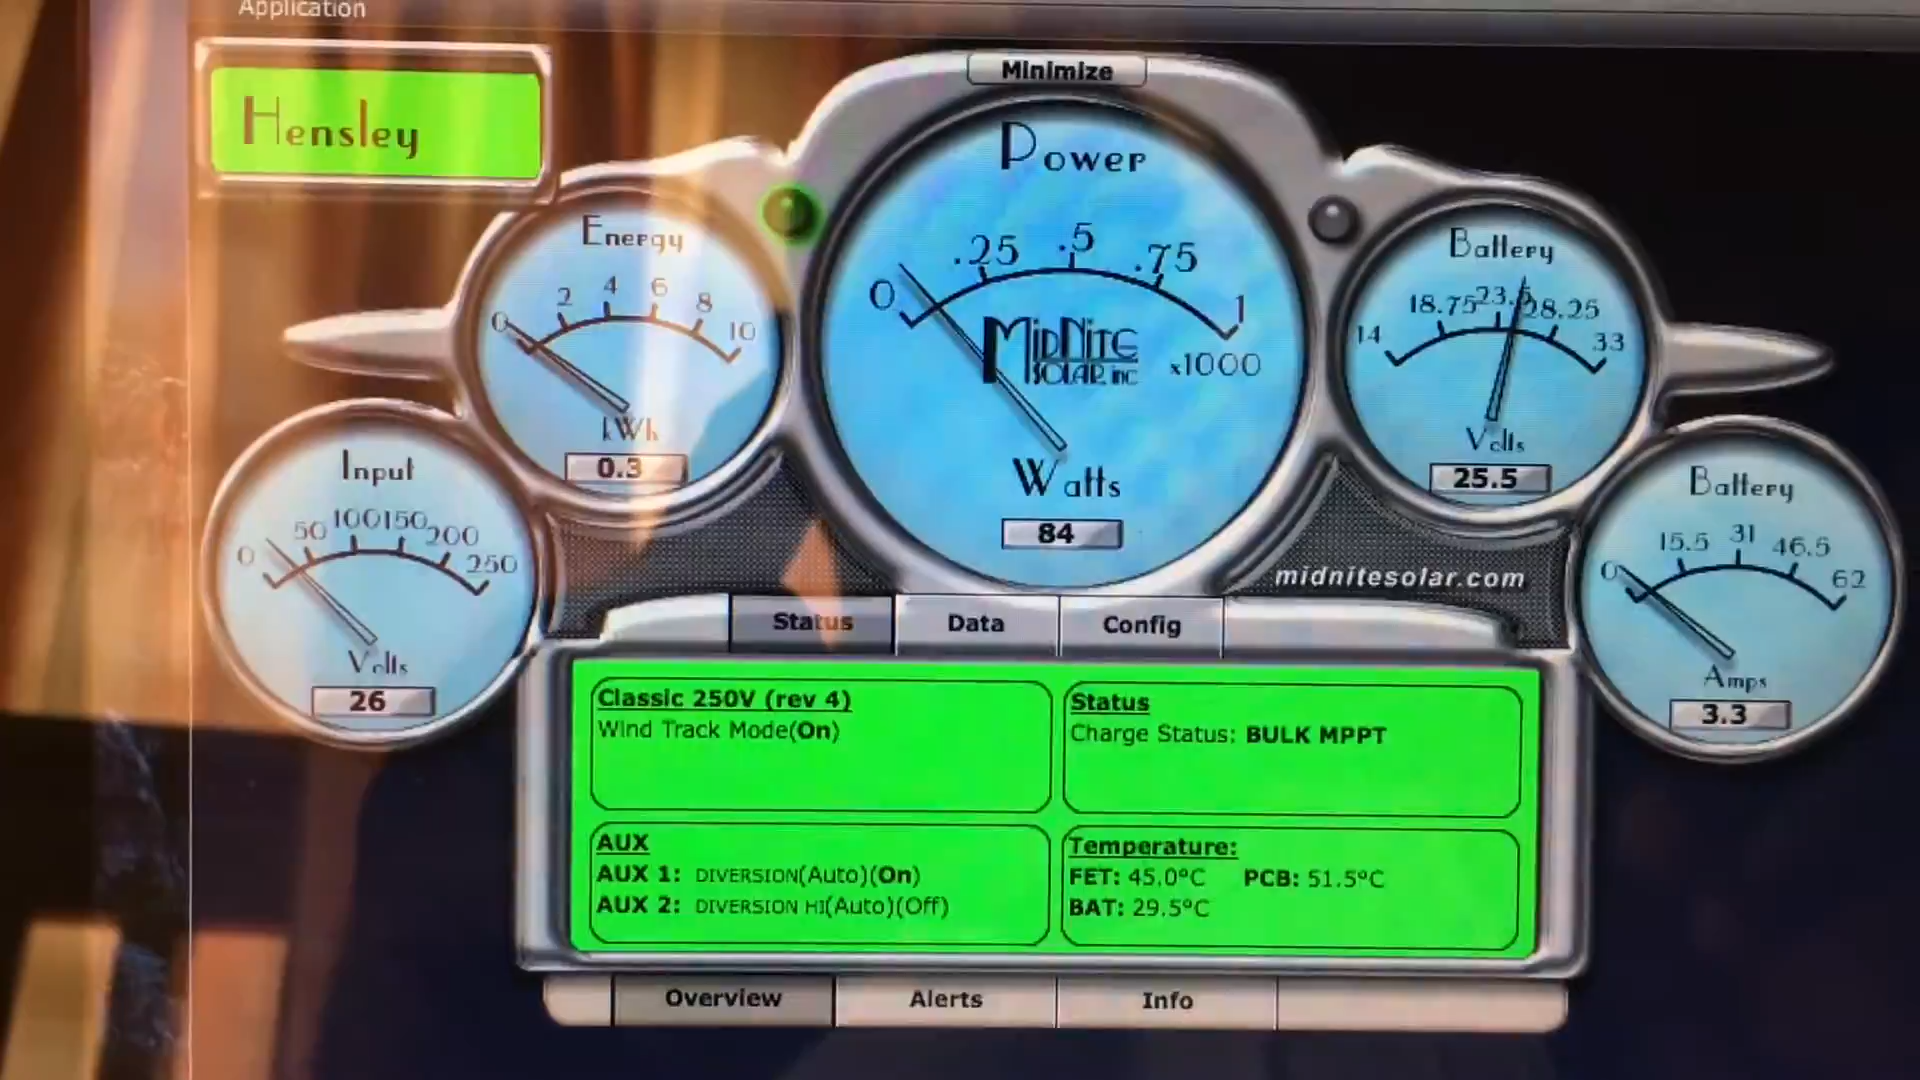 Application
Minimize
Hensley
Power
0 .25 .5 .75 1
x1000
MIDNITE
SOLAR inc
Watts
84
Energy
0 2 4 6 8 10
kWh
0.3
Battery
14 18.75 23.5 28.25 33
Volts
25.5
Input
0 50 100 150 200 250
Volts
26
Battery
0 15.5 31 46.5 62
Amps
3.3
midnitesolar.com
Status Data Config
Classic 250V (rev 4)
Wind Track Mode(On)
Status
Charge Status: BULK MPPT
AUX
AUX 1: DIVERSION(Auto)(On)
AUX 2: DIVERSION HI(Auto)(Off)
Temperature:
FET: 45.0°C PCB: 51.5°C
BAT: 29.5°C
Overview Alerts Info